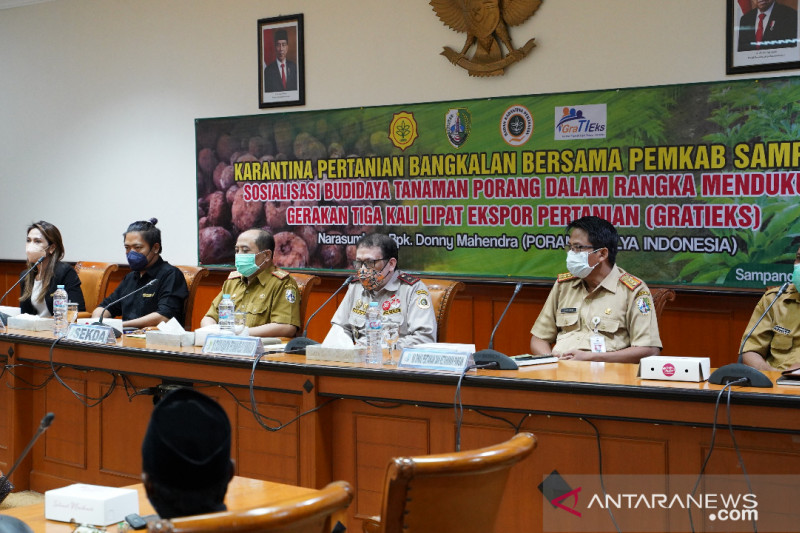 GraTIEks
KARANTINA PERTANIAN BANGKALAN BERSAMA PEMKAB SAMP
SOSIALISASI BUDIDAYA TANAMAN PORANG DALAM RANGKA MENDUKU
GERAKAN TIGA KALI LIPAT EKSPOR PERTANIAN (GRATIEKS)
Narasum Bpk. Donny Mahendra (PORA AYA INDONESIA)
Sampang
SEKDA
ANTARANEWS
.com